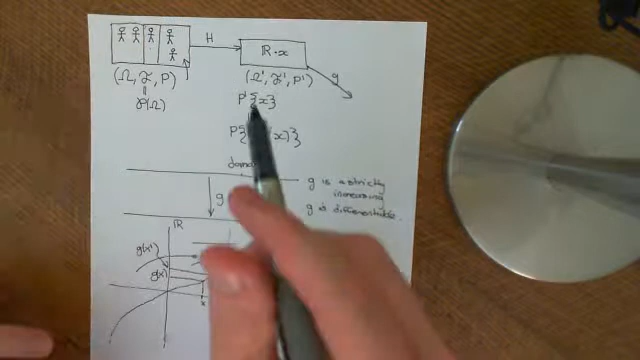 H
ℝ ·x
(Ω, ℱ, P)
(Ω', ℱ', P')
g
𝒫(Ω)
P'{x}
P{ (x)}
g
g is a strictly
increasing
g is differentiable.
ℝ
g(x')
g(x)
x